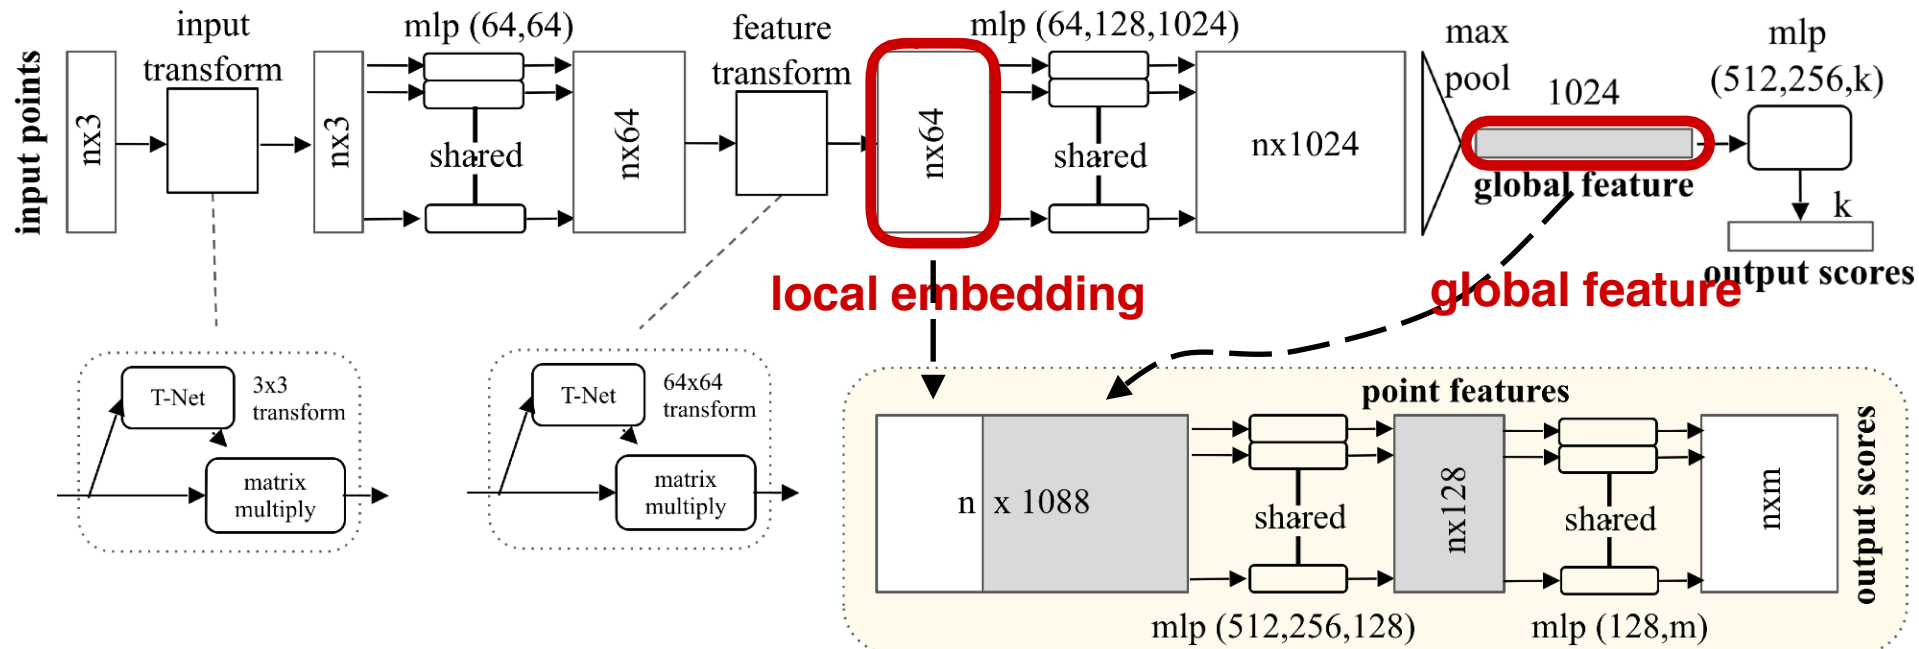 input points
nx3
input
transform
nx3
mlp (64,64)
shared
nx64
feature
transform
nx64
mlp (64,128,1024)
shared
nx1024
max
pool
1024
global feature
mlp
(512,256,k)
k
output scores
local embedding
global feature
T-Net
3x3
transform
matrix
multiply
T-Net
64x64
transform
matrix
multiply
point features
n x 1088
shared
mlp (512,256,128)
nx128
shared
mlp (128,m)
nxm
output scores